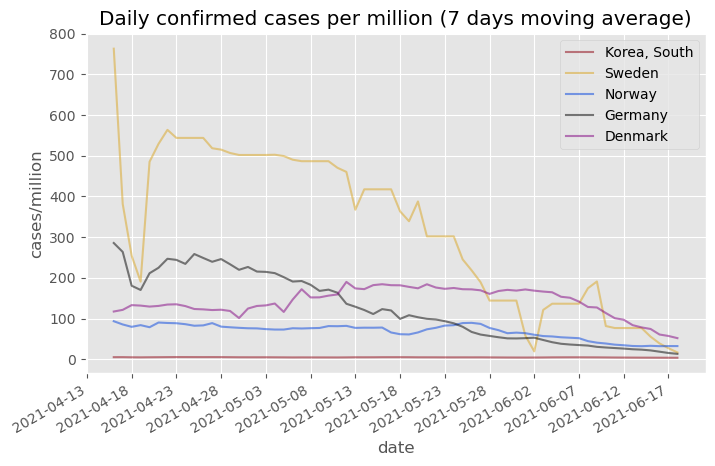 Daily confirmed cases per million (7 days moving average)
800
700
600
500
400
300
200
100
0
cases/million
Korea, South
Sweden
Norway
Germany
Denmark
2021-04-13
2021-04-18
2021-04-23
2021-04-28
2021-05-03
2021-05-08
2021-05-13
2021-05-18
2021-05-23
2021-05-28
2021-06-02
2021-06-07
2021-06-12
2021-06-17
date